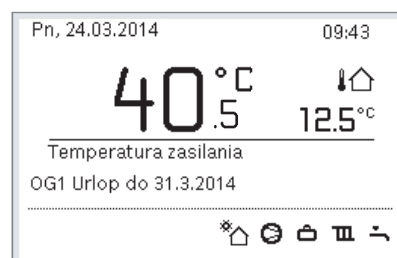 Pn, 24.03.2014 09:43
40.5 °C
12.5°C
Temperatura zasilania
OG1 Urlop do 31.3.2014